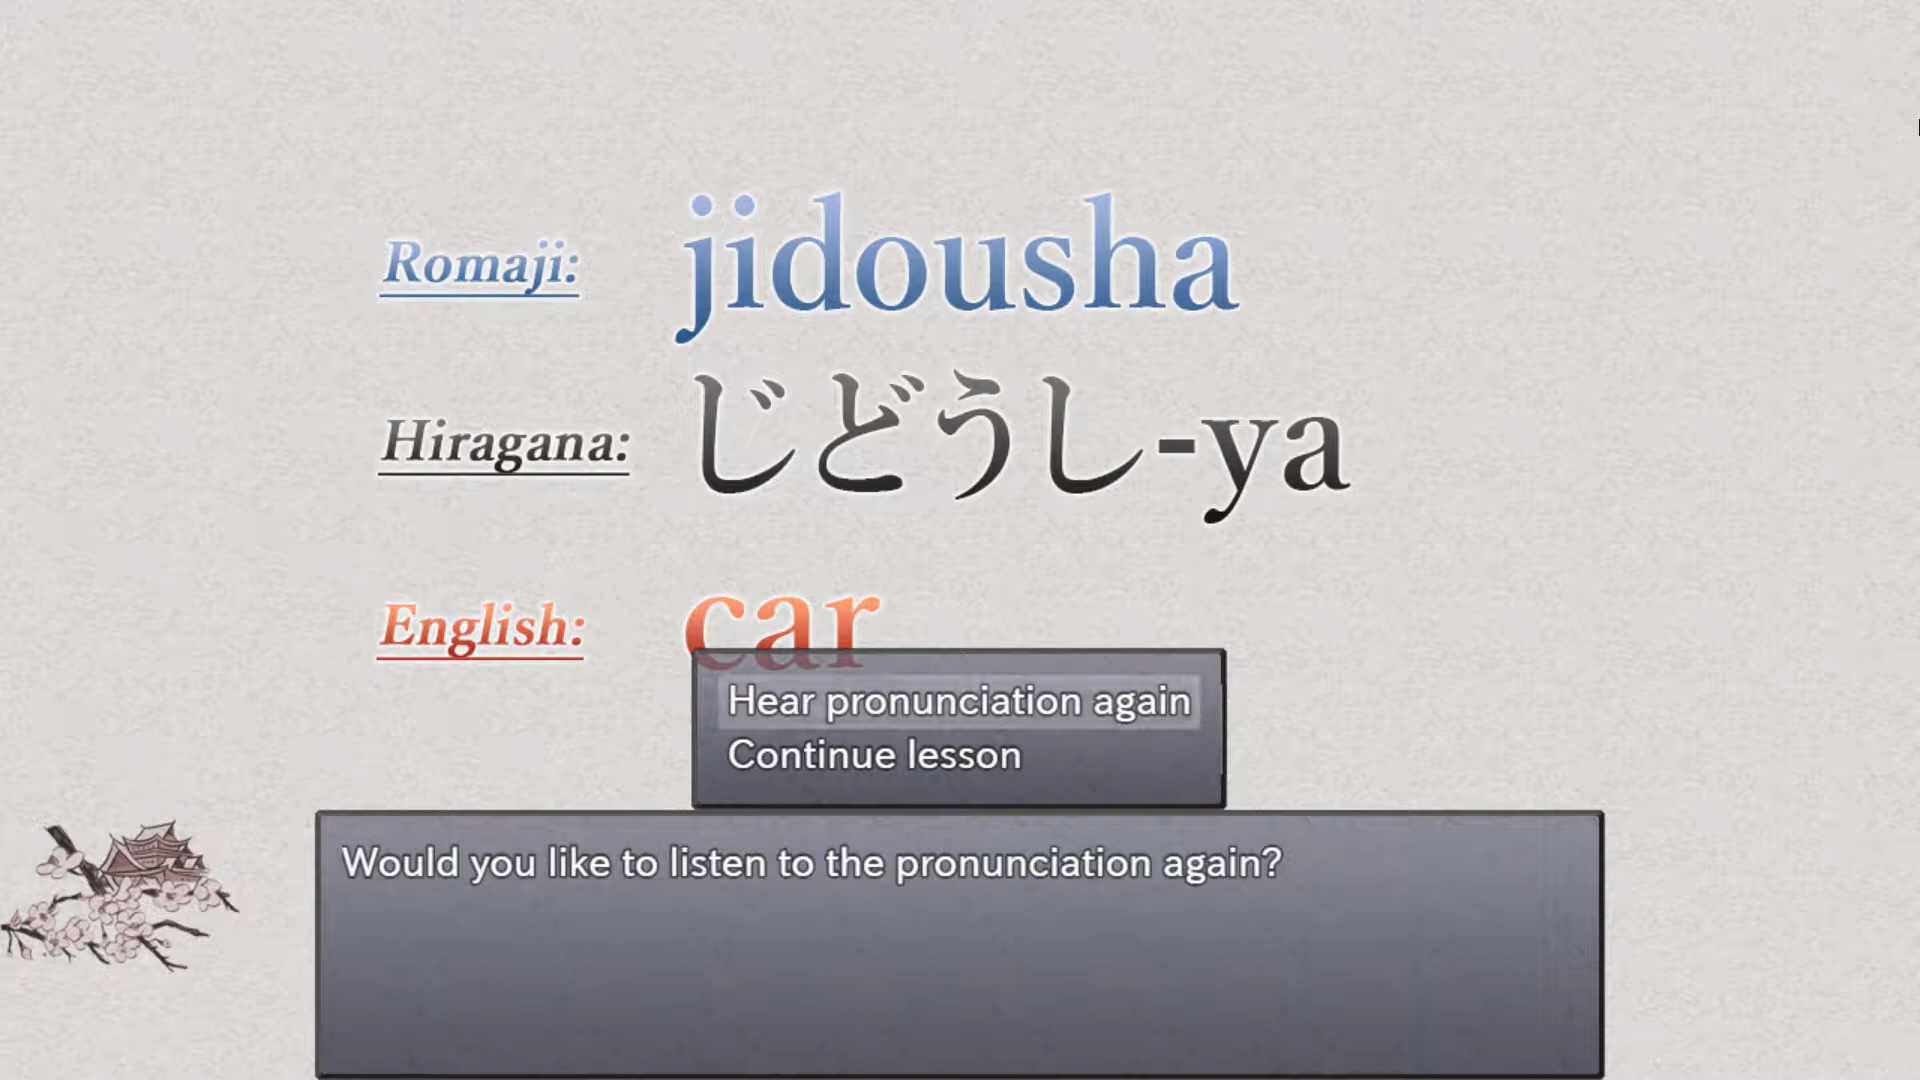 Romaji: jidousha
Hiragana: じどうし-ya
English: car
Hear pronunciation again
Continue lesson
Would you like to listen to the pronunciation again?